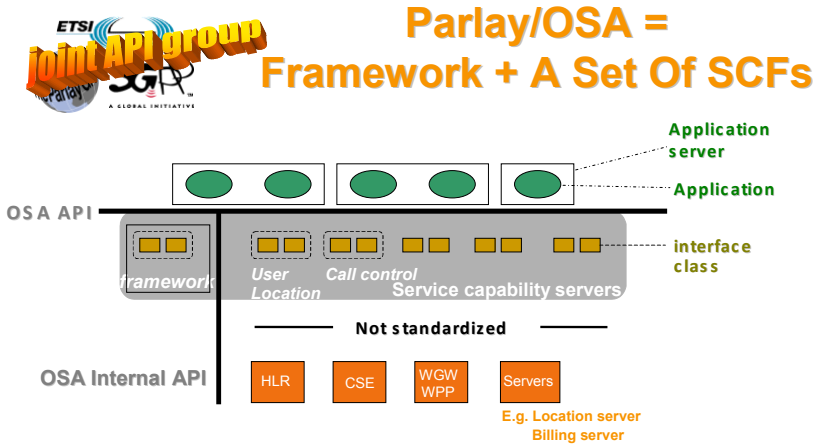 ETSI
joint API group
Parlay
3GPP
A GLOBAL INITIATIVE
TM
Parlay/OSA =
Framework + A Set Of SCFs
Application
server
Application
OSA API
interface
class
framework
User
Location
Call control
Service capability servers
Not standardized
OSA Internal API
HLR
CSE
WGW
WPP
Servers
E.g. Location server
Billing server